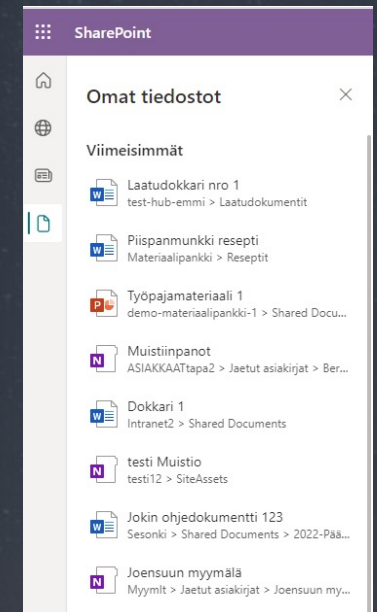 SharePoint
Omat tiedostot
Viimeisimmät
Laatudokkari nro 1
test-hub-emmi > Laatudokumentit
Piispanmunkki resepti
Materiaalipankki > Reseptit
Työpajamateriaali 1
demo-materiaalipankki-1 > Shared Docu...
Muistiinpanot
ASIAKKAATtapa2 > Jaetut asiakirjat > Ber...
Dokkari 1
Intranet2 > Shared Documents
testi Muistio
testi12 > SiteAssets
Jokin ohjedokumentti 123
Sesonki > Shared Documents > 2022-Pää...
Joensuun myymälä
Myymlt > Jaetut asiakirjat > Joensuun my...